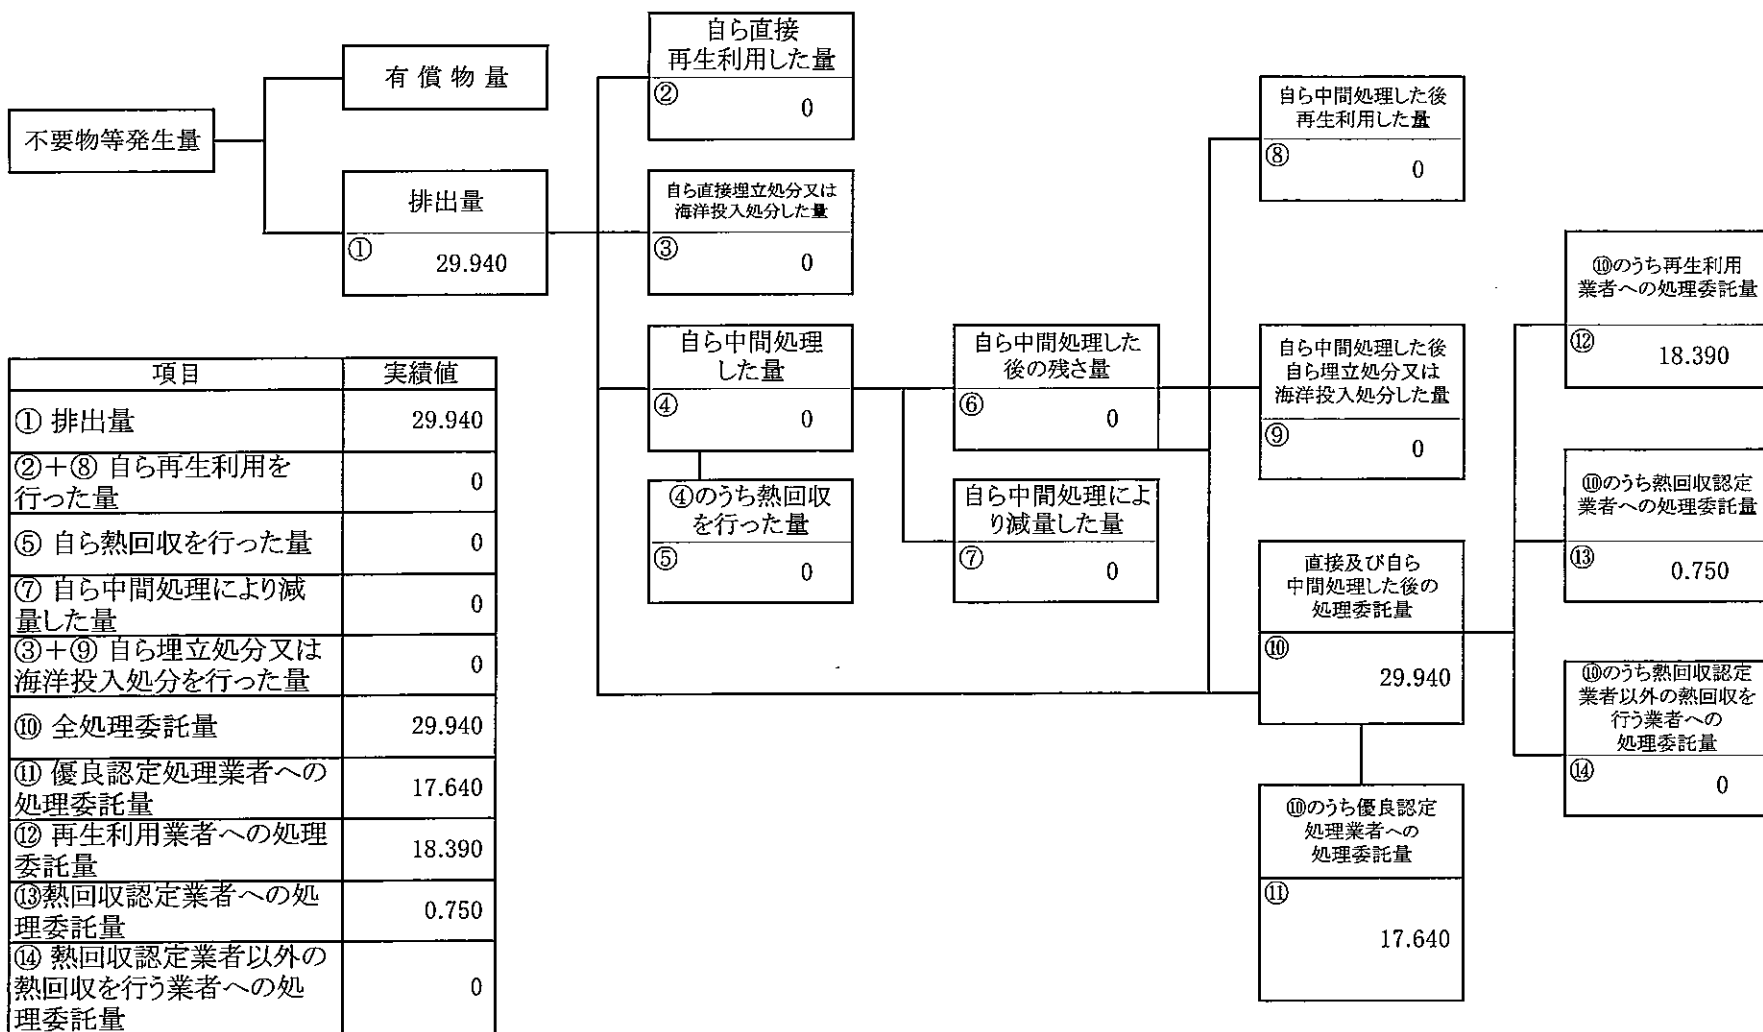 不要物等発生量
有償物量
排出量
①
29.940
自ら直接
再生利用した量
②
0
自ら直接埋立処分又は
海洋投入処分した量
③
0
自ら中間処理
した量
④
0
④のうち熱回収
を行った量
⑤
0
自ら中間処理した
後の残さ量
⑥
0
自ら中間処理によ
り減量した量
⑦
0
自ら中間処理した後
再生利用した量
⑧
0
自ら中間処理した後
自ら埋立処分又は
海洋投入処分した量
⑨
0
直接及び自ら
中間処理した後の
処理委託量
⑩
29.940
⑩のうち優良認定
処理業者への
処理委託量
⑪
17.640
⑩のうち再生利用
業者への処理委託量
⑫
18.390
⑩のうち熱回収認定
業者への処理委託量
⑬
0.750
⑩のうち熱回収認定
業者以外の熱回収を
行う業者への
処理委託量
⑭
0
項目 実績値
① 排出量 29.940
②+⑧ 自ら再生利用を
行った量 0
⑤ 自ら熱回収を行った量 0
⑦ 自ら中間処理により減
量した量 0
③+⑨ 自ら埋立処分又は
海洋投入処分を行った量 0
⑩ 全処理委託量 29.940
⑪ 優良認定処理業者への
処理委託量 17.640
⑫ 再生利用業者への処理
委託量 18.390
⑬熱回収認定業者への処
理委託量 0.750
⑭ 熱回収認定業者以外の
熱回収を行う業者への処
理委託量 0